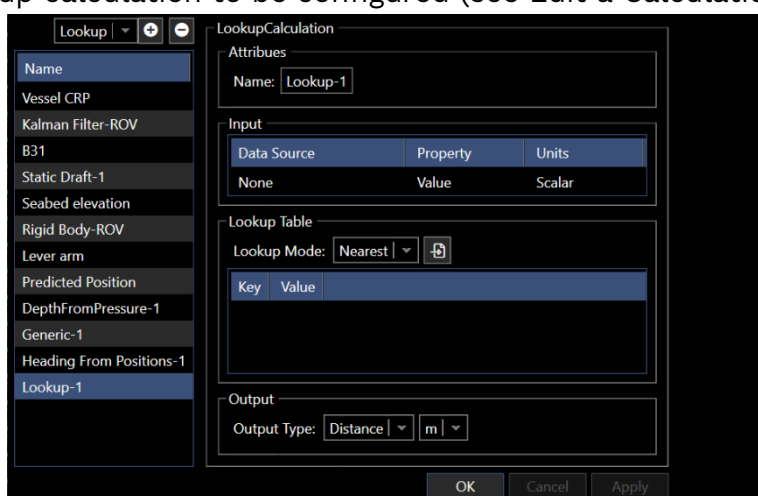 up calculation to be configured (see Edit a Calculatio
Lookup
Name
Vessel CRP
Kalman Filter-ROV
B31
Static Draft-1
Seabed elevation
Rigid Body-ROV
Lever arm
Predicted Position
DepthFromPressure-1
Generic-1
Heading From Positions-1
Lookup-1
LookupCalculation
Attribues
Name: Lookup-1
Input
Data Source Property Units
None Value Scalar
Lookup Table
Lookup Mode: Nearest
Key Value
Output
Output Type: Distance m
OK Cancel Apply